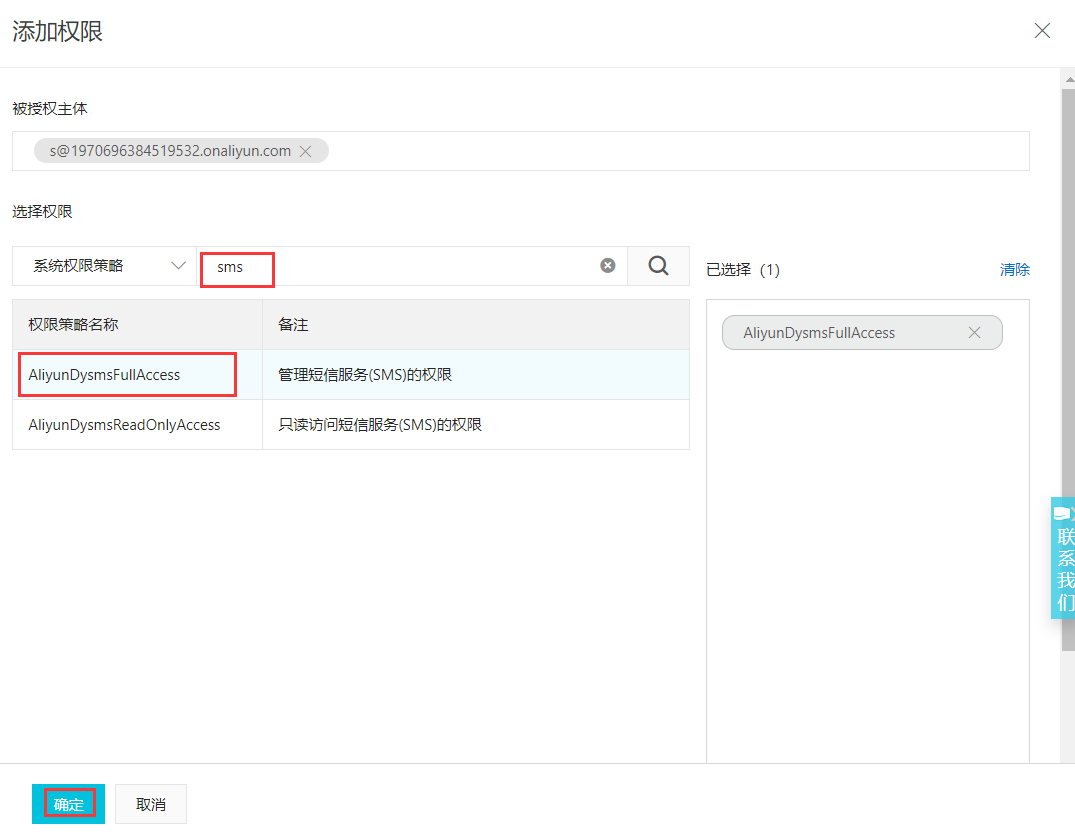 添加权限
被授权主体
s@1970696384519532.onaliyun.com
选择权限
系统权限策略
sms
已选择（1）
清除
权限策略名称
备注
AliyunDysmsFullAccess
管理短信服务(SMS)的权限
AliyunDysmsReadOnlyAccess
只读访问短信服务(SMS)的权限
AliyunDysmsFullAccess
联系我们
确定
取消